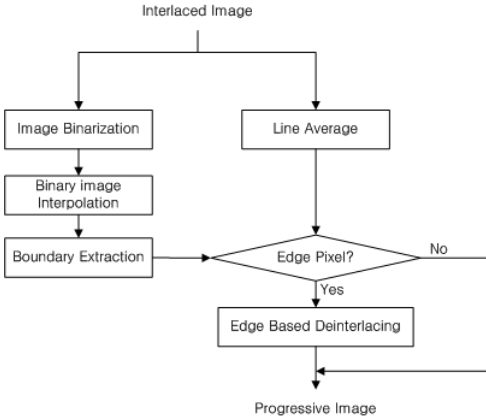 Interlaced Image
Image Binarization
Line Average
Binary image
Interpolation
Boundary Extraction
Edge Pixel?
No
Yes
Edge Based Deinterlacing
Progressive Image